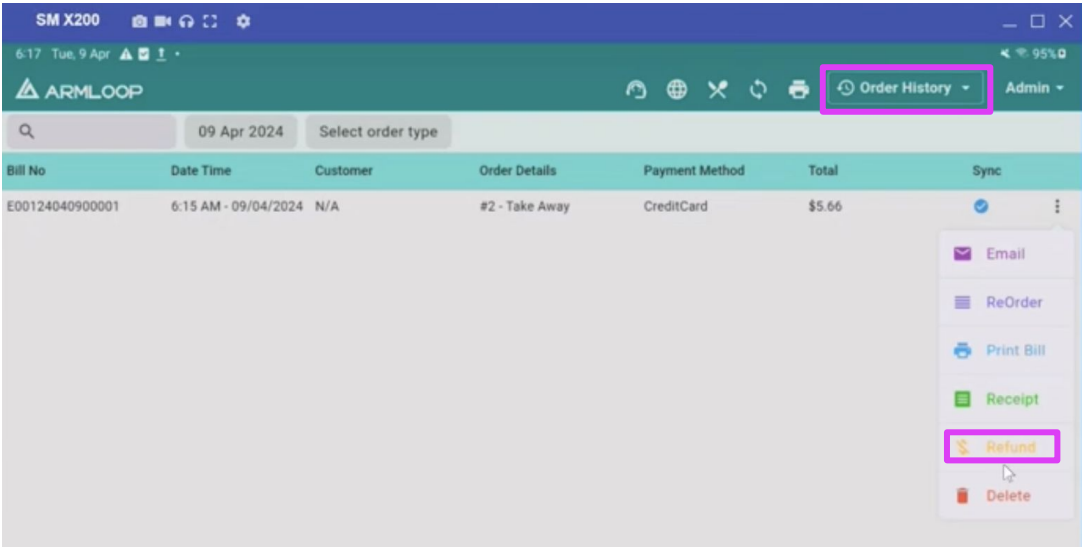 SM X200
6:17 Tue, 9 Apr 95%
ARMLOOP Order History Admin
09 Apr 2024 Select order type
Bill No Date Time Customer Order Details Payment Method Total Sync
E00124040900001 6:15 AM - 09/04/2024 N/A #2 - Take Away CreditCard $5.66
Email
ReOrder
Print Bill
Receipt
Refund
Delete